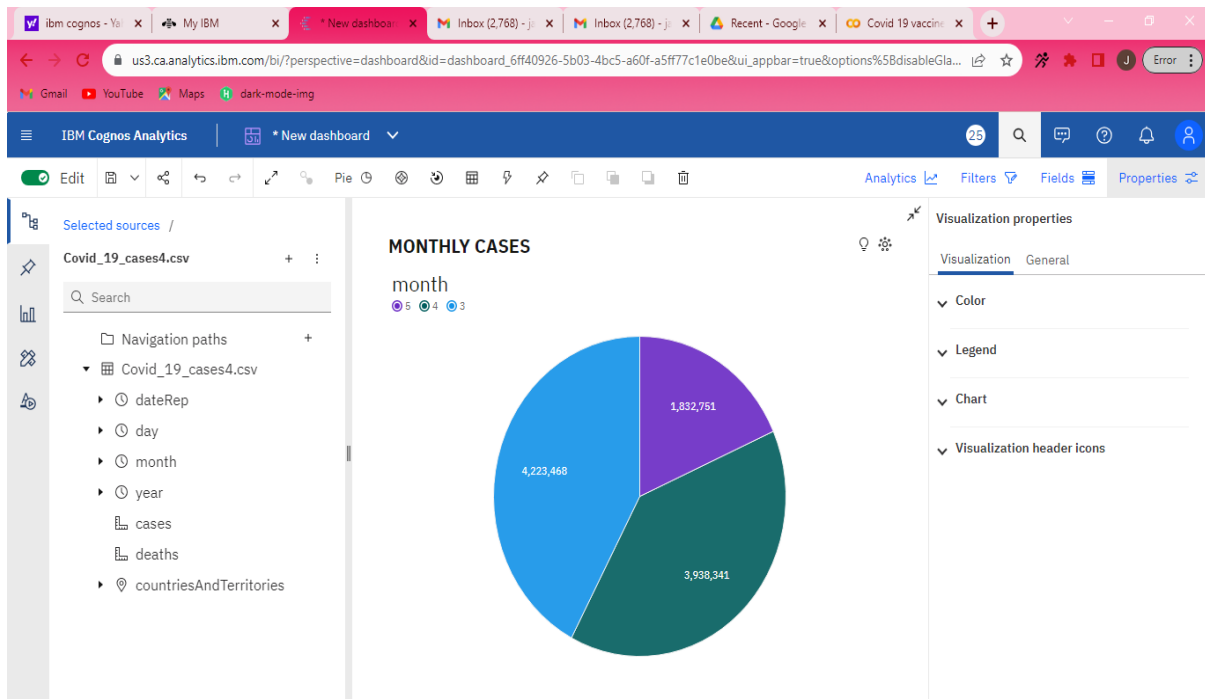 ibm cognos - Ya
My IBM
* New dashboar
Inbox (2,768) - ja
Inbox (2,768) - ja
Recent - Google
Covid 19 vaccine
us3.ca.analytics.ibm.com/bi/?perspective=dashboard&id=dashboard_6ff40926-5b03-4bc5-a60f-a5ff77c1e0be&ui_appbar=true&options%5BdisableGla...
J
Error
Gmail YouTube Maps dark-mode-img
IBM Cognos Analytics * New dashboard 25
Edit Pie Analytics Filters Fields Properties
Selected sources /
Covid_19_cases4.csv
Search
Navigation paths
Covid_19_cases4.csv
dateRep
day
month
year
cases
deaths
countriesAndTerritories
MONTHLY CASES
month
5 4 3
1,832,751
4,223,468
3,938,341
Visualization properties
Visualization General
Color
Legend
Chart
Visualization header icons